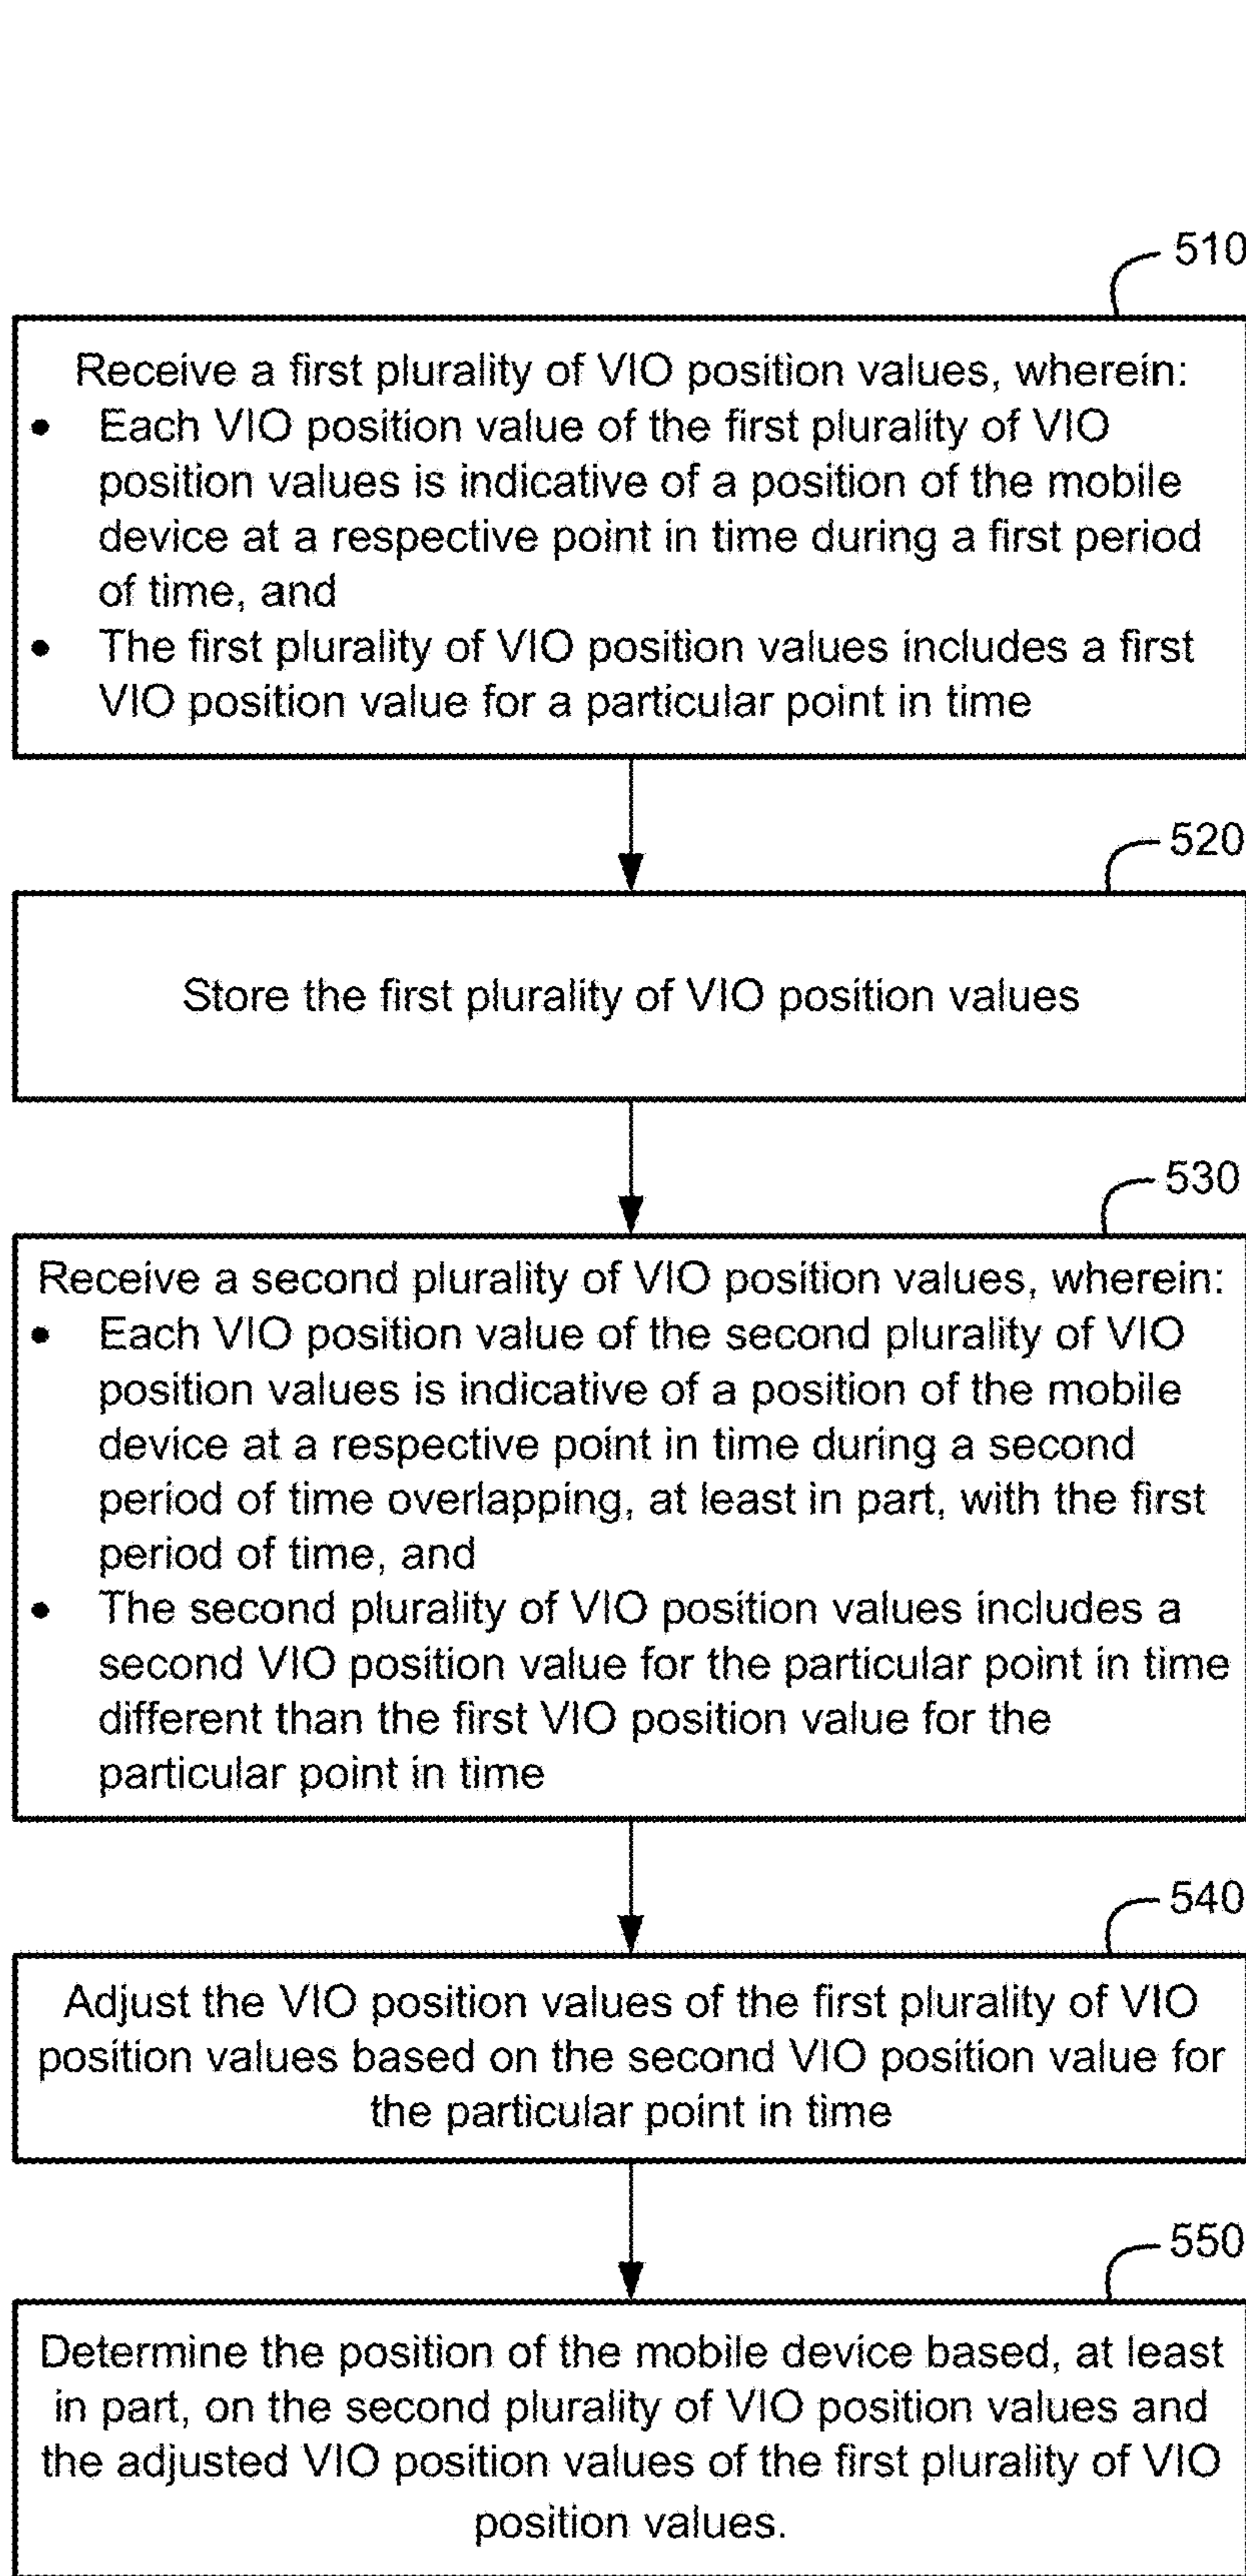 510
Receive a first plurality of VIO position values, wherein:
• Each VIO position value of the first plurality of VIO
position values is indicative of a position of the mobile
device at a respective point in time during a first period
of time, and
• The first plurality of VIO position values includes a first
VIO position value for a particular point in time
520
Store the first plurality of VIO position values
530
Receive a second plurality of VIO position values, wherein:
• Each VIO position value of the second plurality of VIO
position values is indicative of a position of the mobile
device at a respective point in time during a second
period of time overlapping, at least in part, with the first
period of time, and
• The second plurality of VIO position values includes a
second VIO position value for the particular point in time
different than the first VIO position value for the
particular point in time
540
Adjust the VIO position values of the first plurality of VIO
position values based on the second VIO position value for
the particular point in time
550
Determine the position of the mobile device based, at least
in part, on the second plurality of VIO position values and
the adjusted VIO position values of the first plurality of VIO
position values.